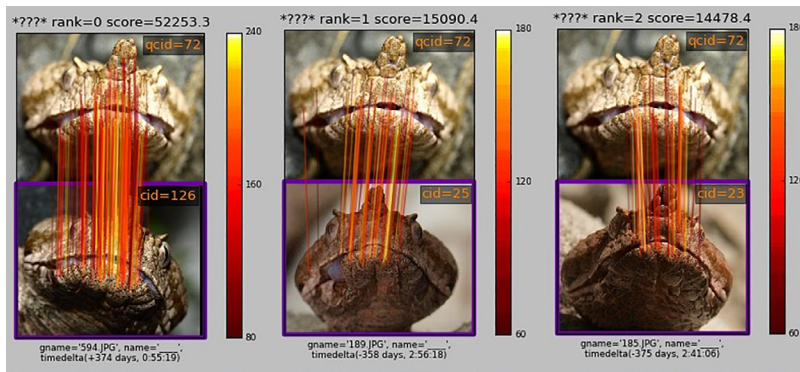 *???* rank=0 score=52253.3
qcid=72
cid=126
240
160
80
gname='594.JPG', name='____',
timedelta(+374 days, 0:55:19)
*???* rank=1 score=15090.4
qcid=72
cid=25
180
120
60
gname='189.JPG', name='____',
timedelta(-358 days, 2:56:18)
*???* rank=2 score=14478.4
qcid=72
cid=23
60
gname='185.JPG', name='____',
timedelta(-375 days, 2:41:06)